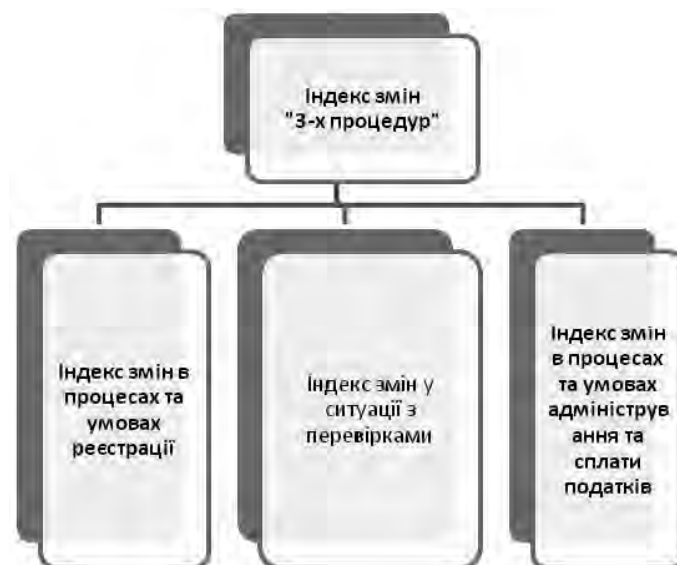 Індекс змін
"3-х процедур"
Індекс змін в
процесах та
умовах
реєстрації
Індекс змін у
ситуації з
перевірками
Індекс змін
в процесах
та умовах
адмініструв
ання та
сплати
податків